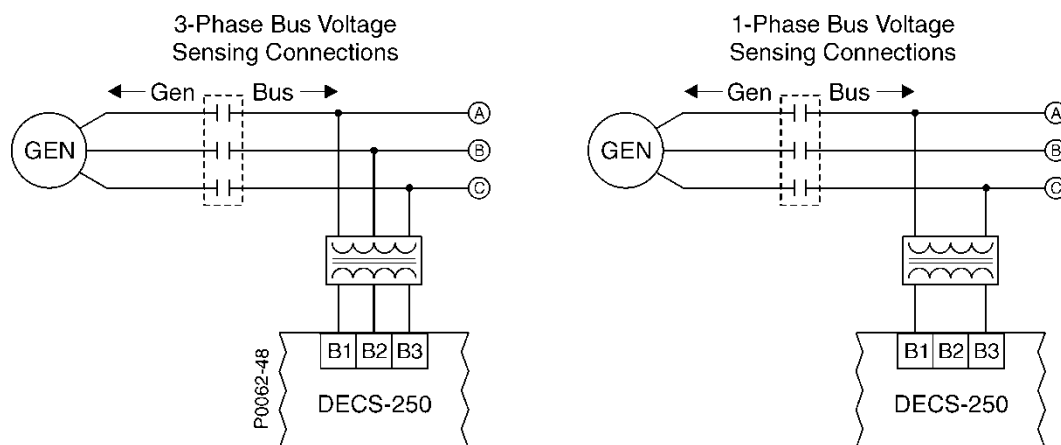 3-Phase Bus Voltage
Sensing Connections
Gen Bus
GEN
A
B
C
B1 B2 B3
DECS-250
P0062-48
1-Phase Bus Voltage
Sensing Connections
Gen Bus
GEN
A
B
C
B1 B2 B3
DECS-250